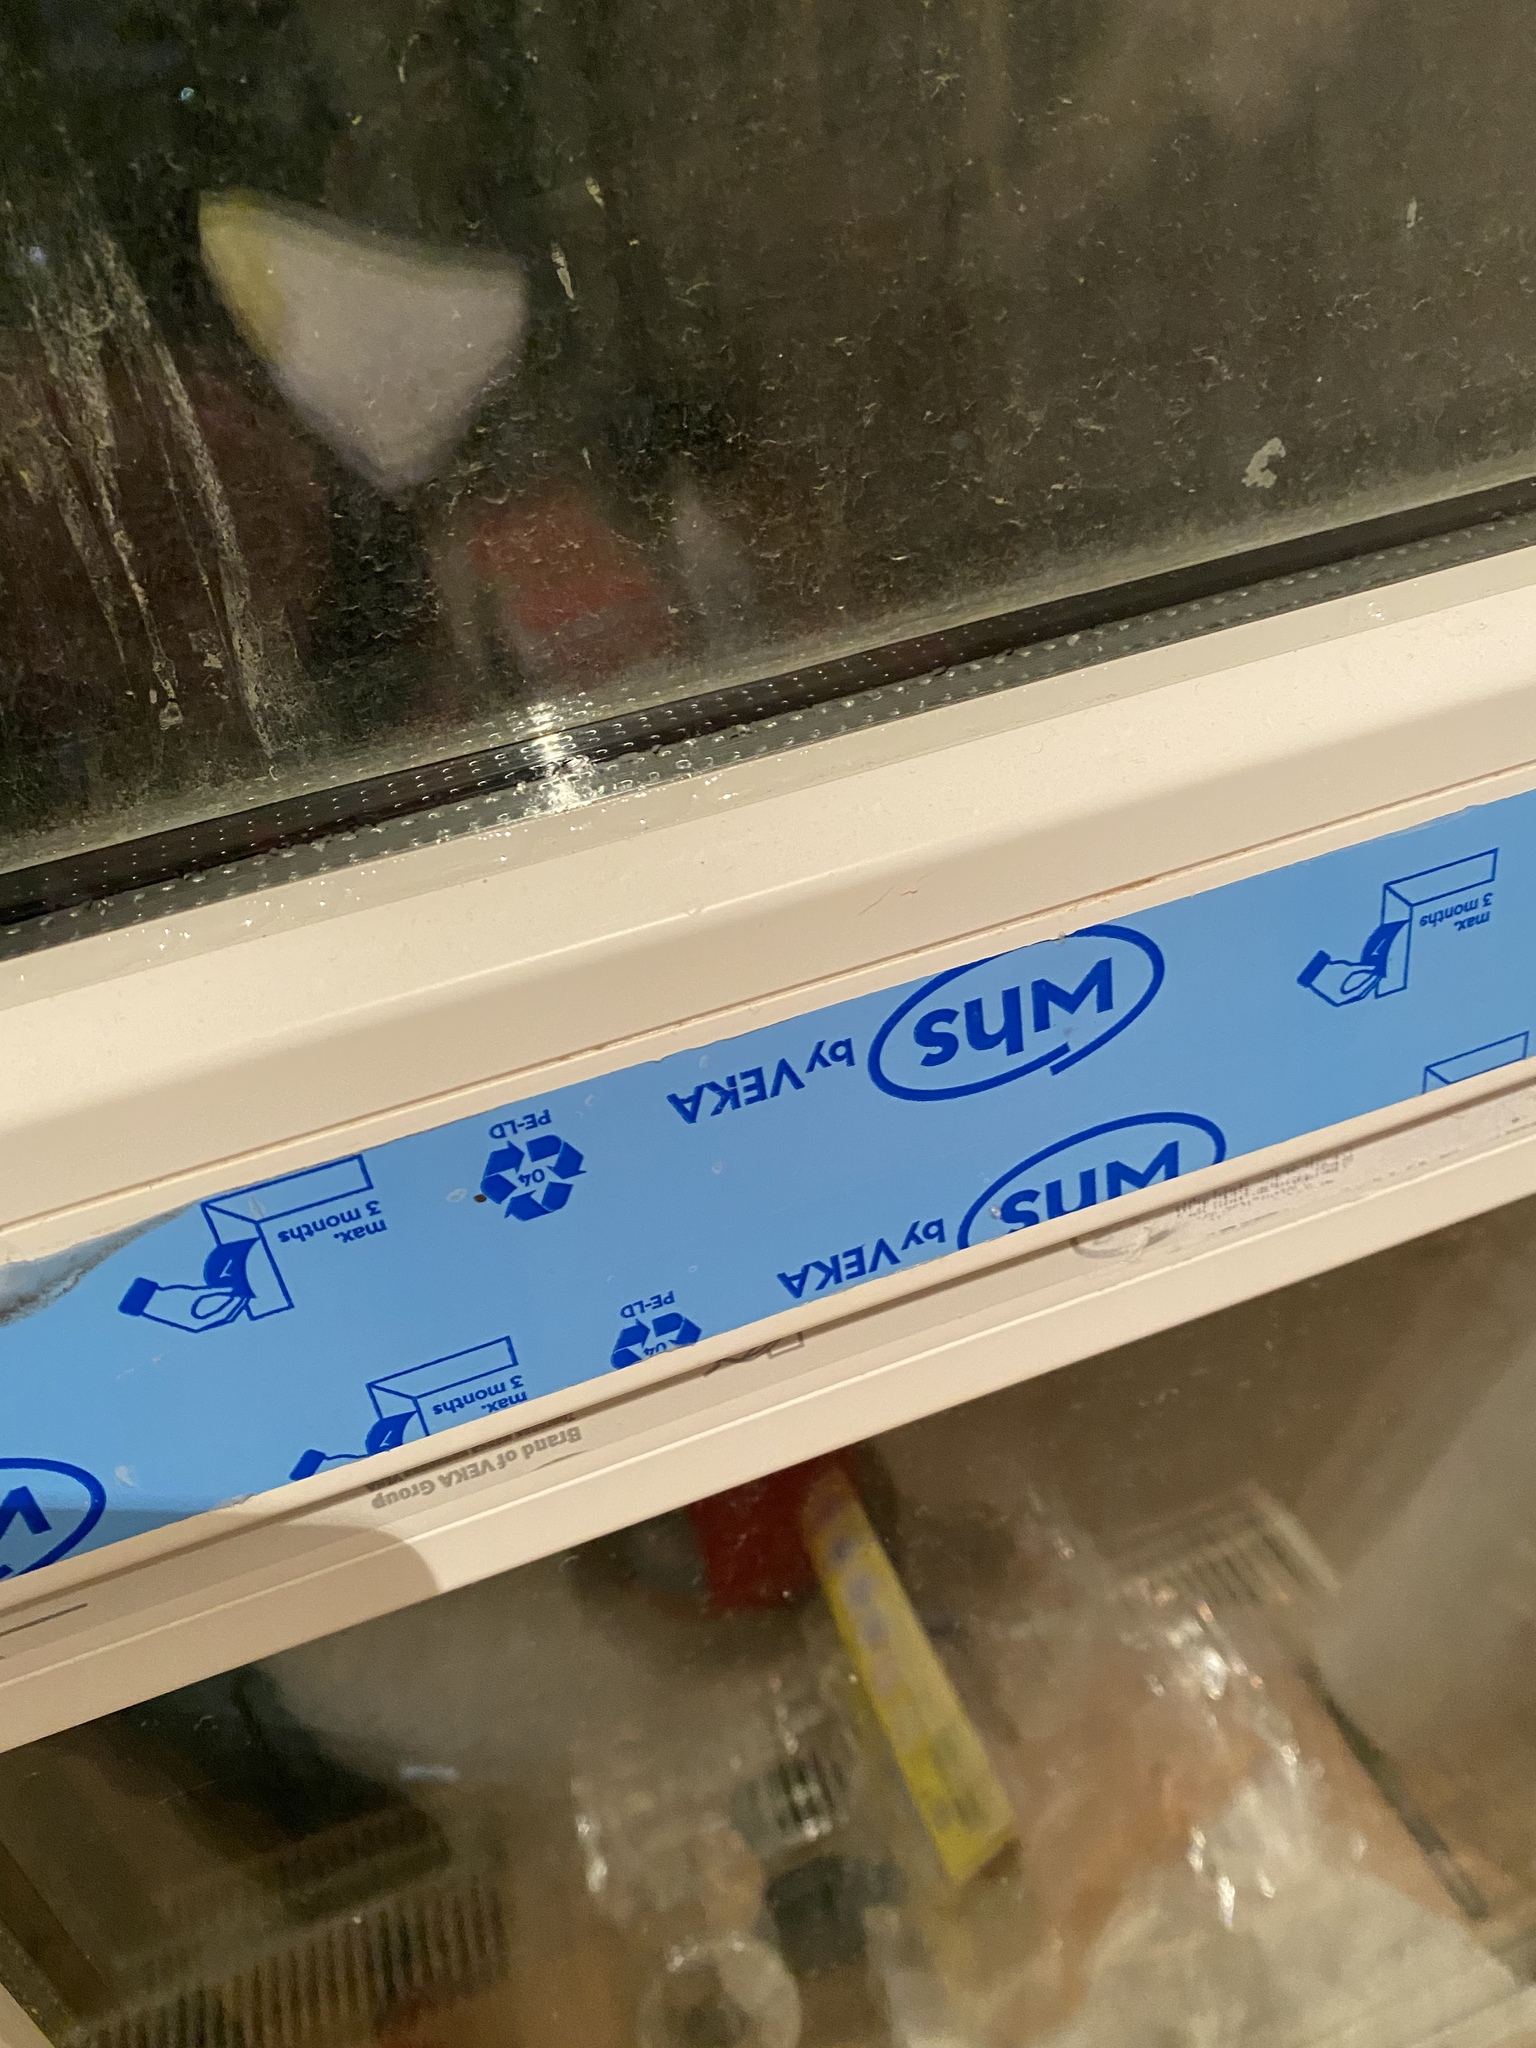 max.
3 months
whs
by VEKA
PE-LD
04
max.
3 months
whs
by VEKA
PE-LD
04
max.
3 months
Brand of VEKA Group